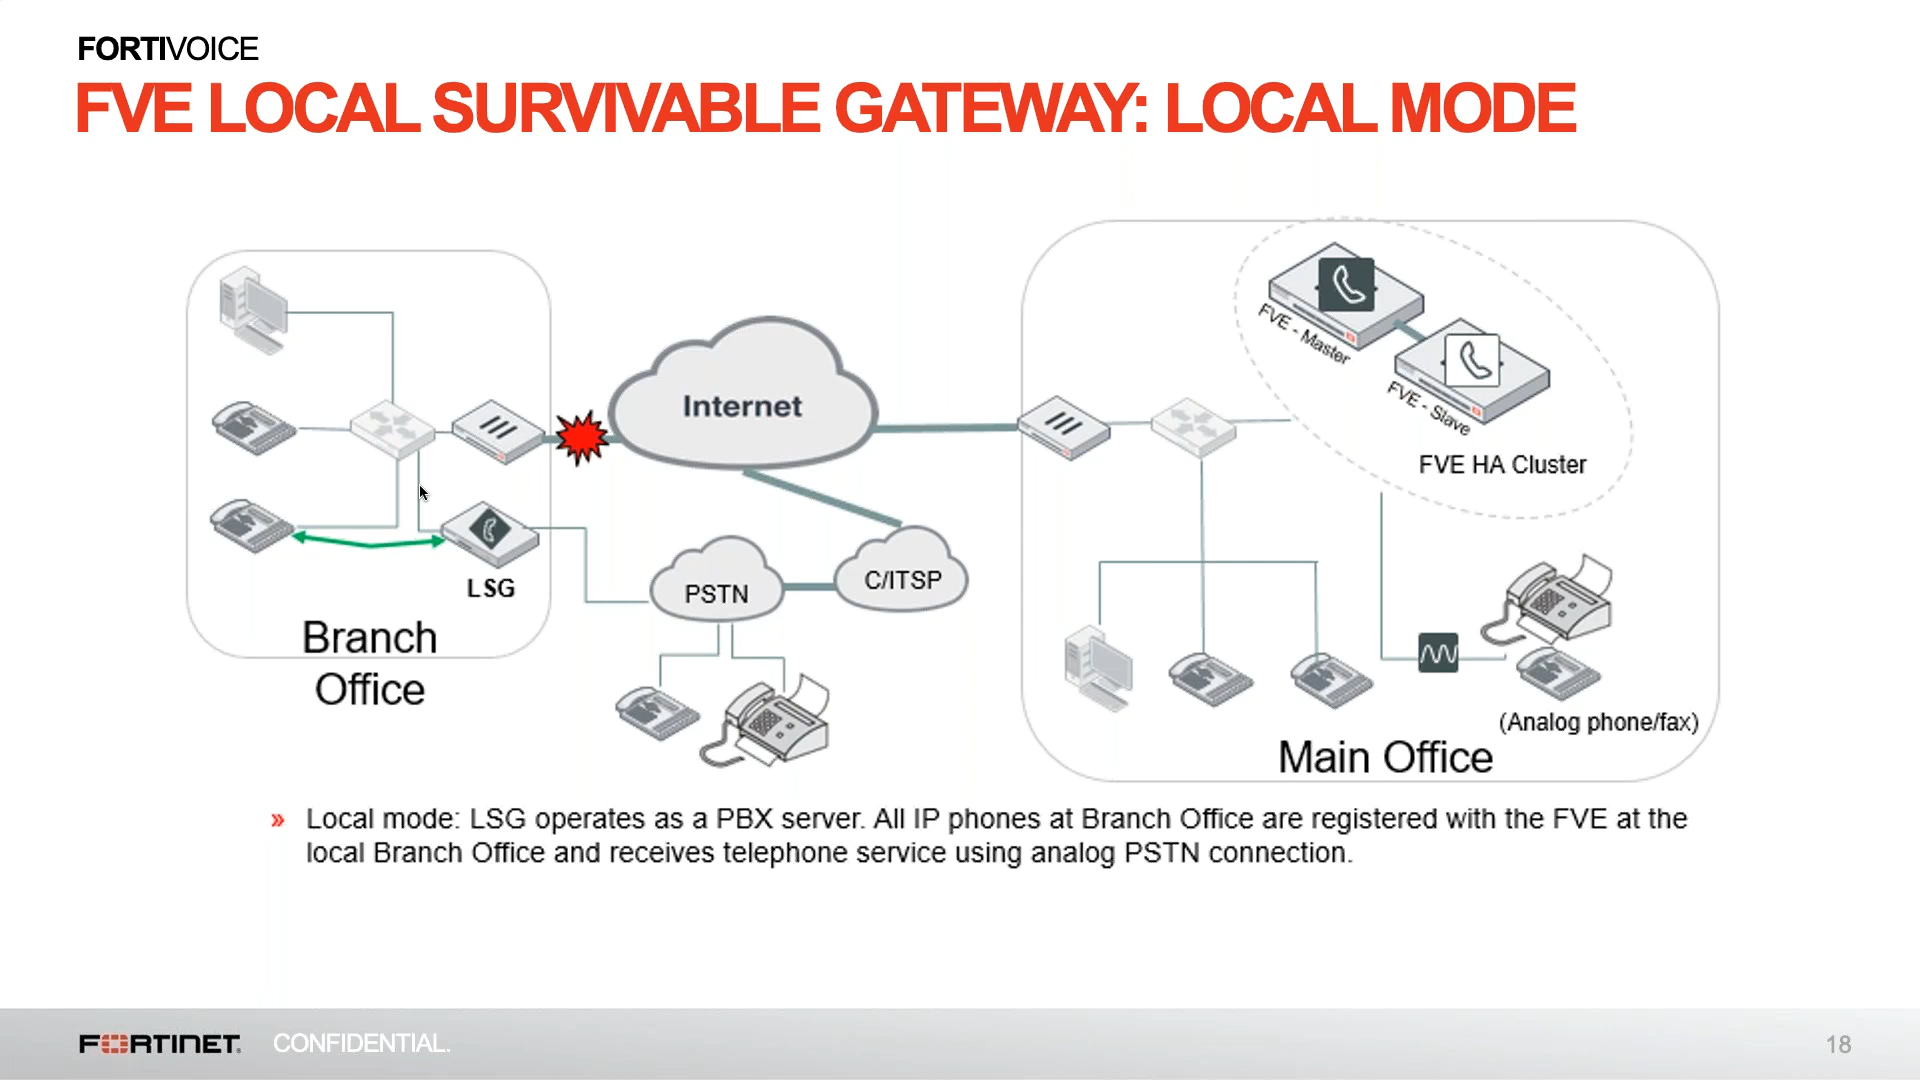 FORTIVOICE
FVE LOCAL SURVIVABLE GATEWAY: LOCAL MODE
FVE - Master
FVE - Slave
FVE HA Cluster
Internet
LSG
PSTN
C/ITSP
Branch
Office
(Analog phone/fax)
Main Office
» Local mode: LSG operates as a PBX server. All IP phones at Branch Office are registered with the FVE at the
local Branch Office and receives telephone service using analog PSTN connection.
FORTINET CONFIDENTIAL.
18